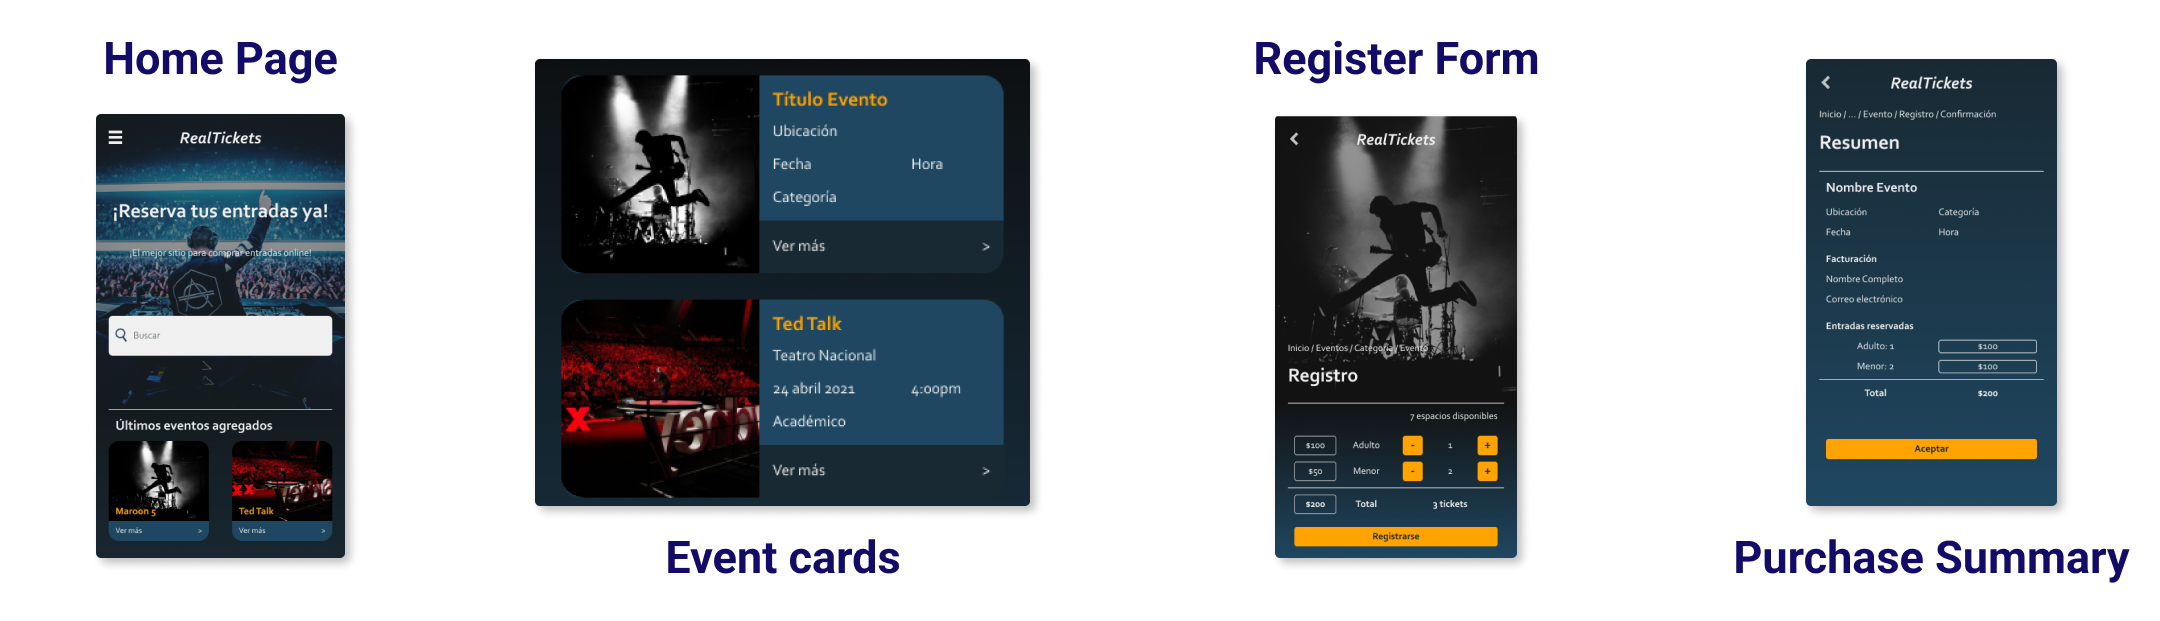 Home Page
RealTickets
¡Reserva tus entradas ya!
¡El mejor sitio para comprar entradas online!
Buscar
Últimos eventos agregados
Maroon 5
Ver más >
Ted Talk
Ver más >
Título Evento
Ubicación
Fecha Hora
Categoría
Ver más >
Ted Talk
Teatro Nacional
24 abril 2021 4:00pm
Académico
Ver más >
Event cards
Register Form
RealTickets
Inicio / Eventos / Categoría / Evento
Registro
7 espacios disponibles
$100 Adulto - 1 +
$50 Menor - 2 +
$200 Total 3 tickets
Registrarse
RealTickets
Inicio / ... / Evento / Registro / Confirmación
Resumen
Nombre Evento
Ubicación Categoría
Fecha Hora
Facturación
Nombre Completo
Correo electrónico
Entradas reservadas
Adulto: 1 $100
Menor: 2 $100
Total $200
Aceptar
Purchase Summary